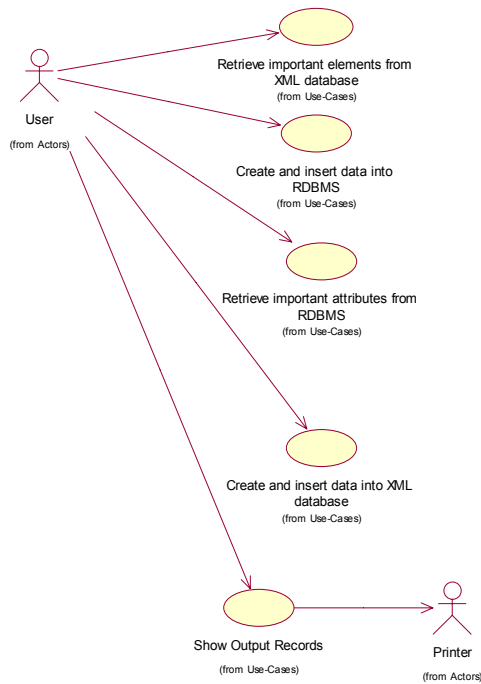 Retrieve important elements from
XML database
(from Use-Cases)
User
(from Actors)
Create and insert data into
RDBMS
(from Use-Cases)
Retrieve important attributes from
RDBMS
(from Use-Cases)
Create and insert data into XML
database
(from Use-Cases)
Show Output Records
(from Use-Cases)
Printer
(from Actors)